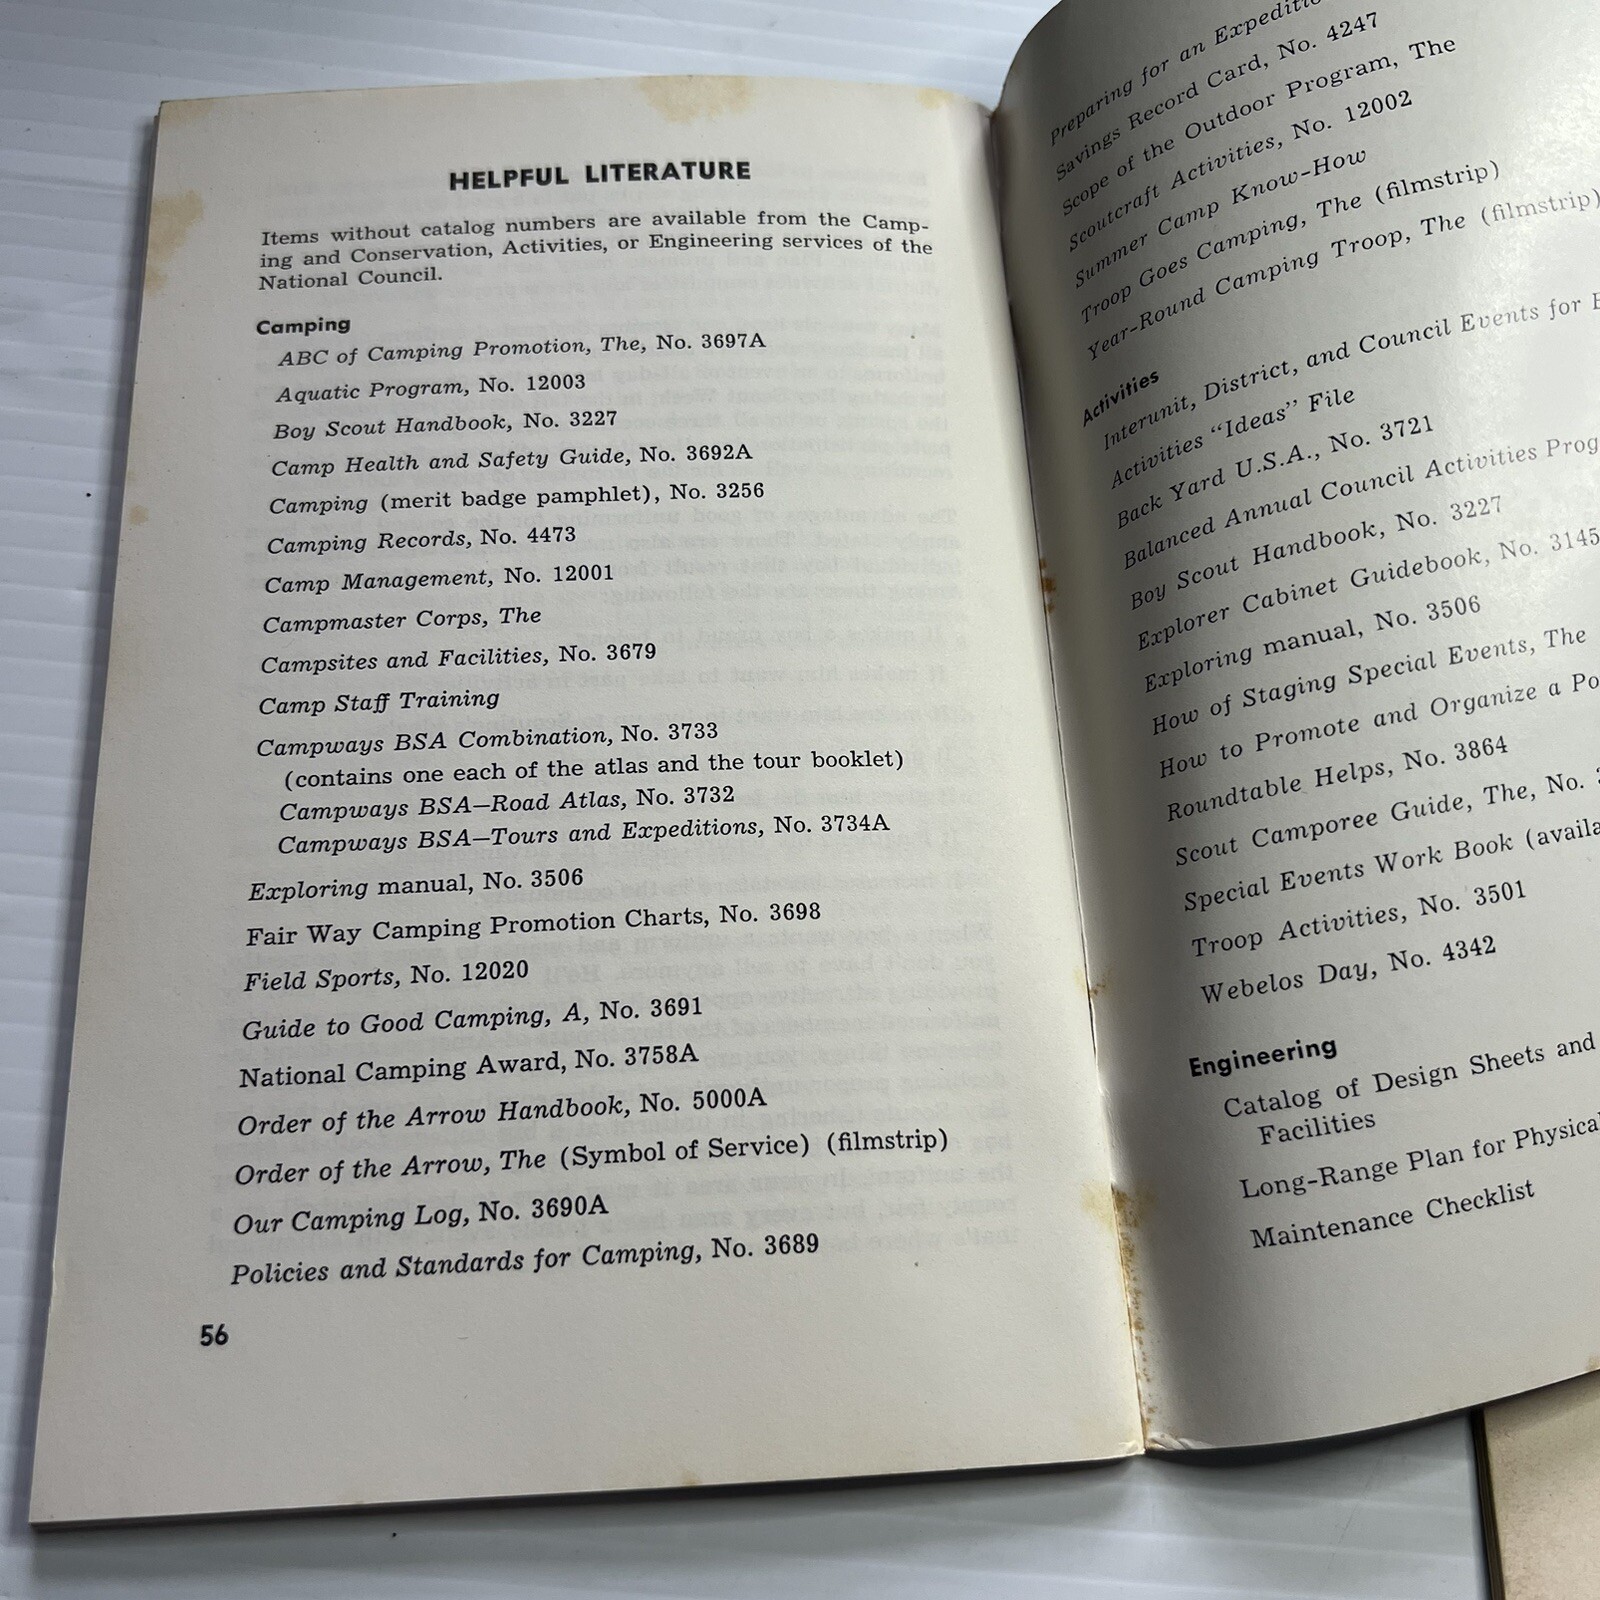 HELPFUL LITERATURE
Items without catalog numbers are available from the Camp-
ing and Conservation, Activities, or Engineering services of the
National Council.
Camping
ABC of Camping Promotion, The, No. 3697A
Aquatic Program, No. 12003
Boy Scout Handbook, No. 3227
Camp Health and Safety Guide, No. 3692A
Camping (merit badge pamphlet), No. 3256
Camping Records, No. 4473
Camp Management, No. 12001
Campmaster Corps, The
Campsites and Facilities, No. 3679
Camp Staff Training
Campways BSA Combination, No. 3733
(contains one each of the atlas and the tour booklet)
Campways BSA—Road Atlas, No. 3732
Campways BSA—Tours and Expeditions, No. 3734A
Exploring manual, No. 3506
Fair Way Camping Promotion Charts, No. 3698
Field Sports, No. 12020
Guide to Good Camping, A, No. 3691
National Camping Award, No. 3758A
Order of the Arrow Handbook, No. 5000A
Order of the Arrow, The (Symbol of Service) (filmstrip)
Our Camping Log, No. 3690A
Policies and Standards for Camping, No. 3689
56
Preparing for an
Savings Record Card, No. 4247
Scope of the Outdoor Program, The
Scoutcraft Activities, No. 12002
Summer Camp Know-How
Troop Goes Camping, The (filmstrip)
Year-Round Camping Troop, The (filmstrip)
Activities
Interunit, District, and Council Events for
Activities “Ideas” File
Back Yard U.S.A., No. 3721
Balanced Annual Council Activities
Boy Scout Handbook, No. 3227
Explorer Cabinet Guidebook, No. 3145
Exploring manual, No. 3506
How of Staging Special Events, The
How to Promote and Organize a
Roundtable Helps, No. 3864
Scout Camporee Guide, The, No.
Special Events Work Book
Troop Activities, No. 3501
Webelos Day, No. 4342
Engineering
Catalog of Design Sheets and
Facilities
Long-Range Plan for
Maintenance Checklist